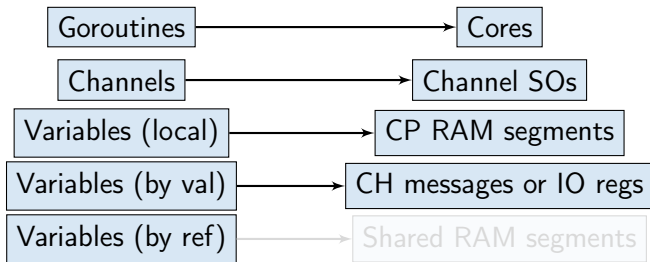 Goroutines Cores
Channels Channel SOs
Variables (local) CP RAM segments
Variables (by val) CH messages or IO regs
Variables (by ref) Shared RAM segments